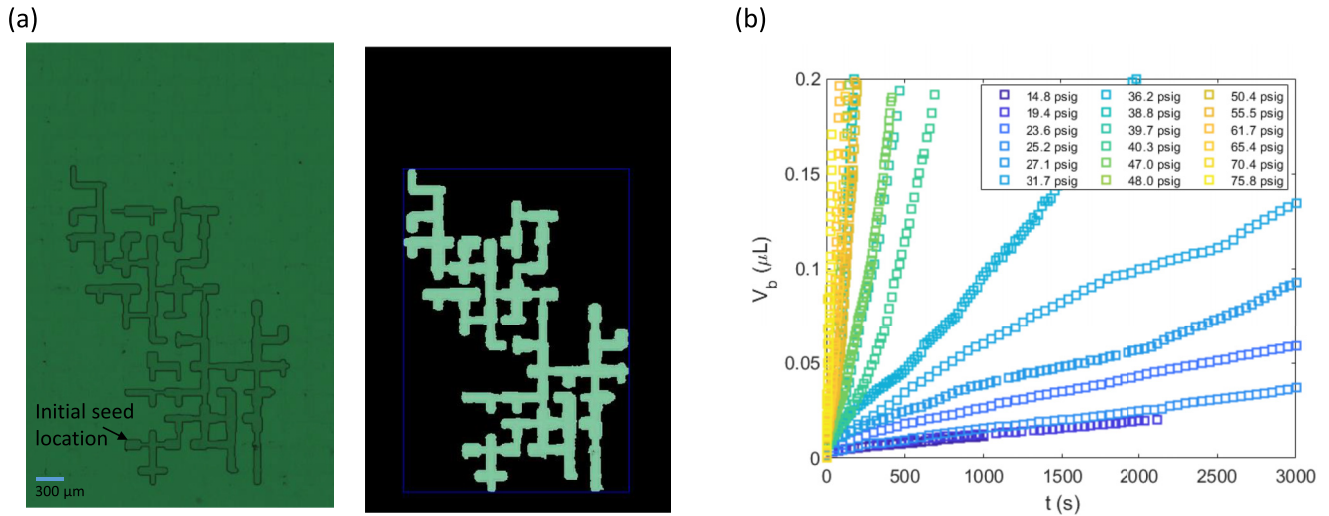 (a)
Initial seed
location
300 μm
(b)
0.2
0.15
0.1
0.05
0
V_b (μL)
14.8 psig 36.2 psig 50.4 psig
19.4 psig 38.8 psig 55.5 psig
23.6 psig 39.7 psig 61.7 psig
25.2 psig 40.3 psig 65.4 psig
27.1 psig 47.0 psig 70.4 psig
31.7 psig 48.0 psig 75.8 psig
0 500 1000 1500 2000 2500 3000
t (s)